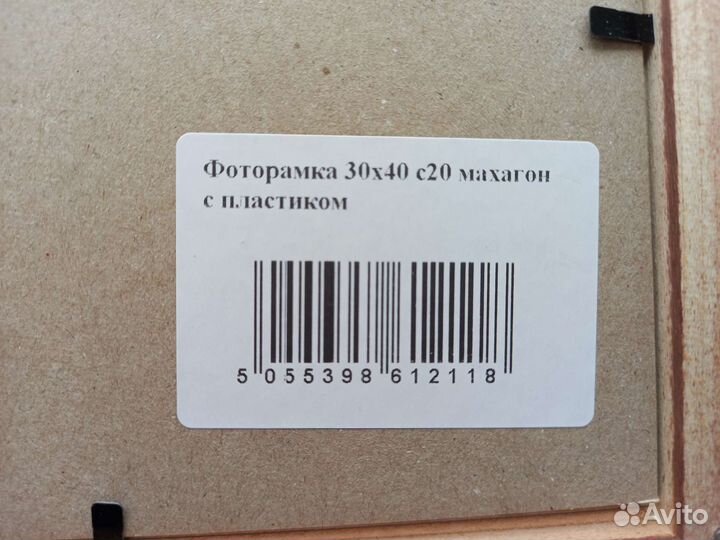 Фоторамка 30х40 с20 махагон
с пластиком
5 055398 612118
Avito